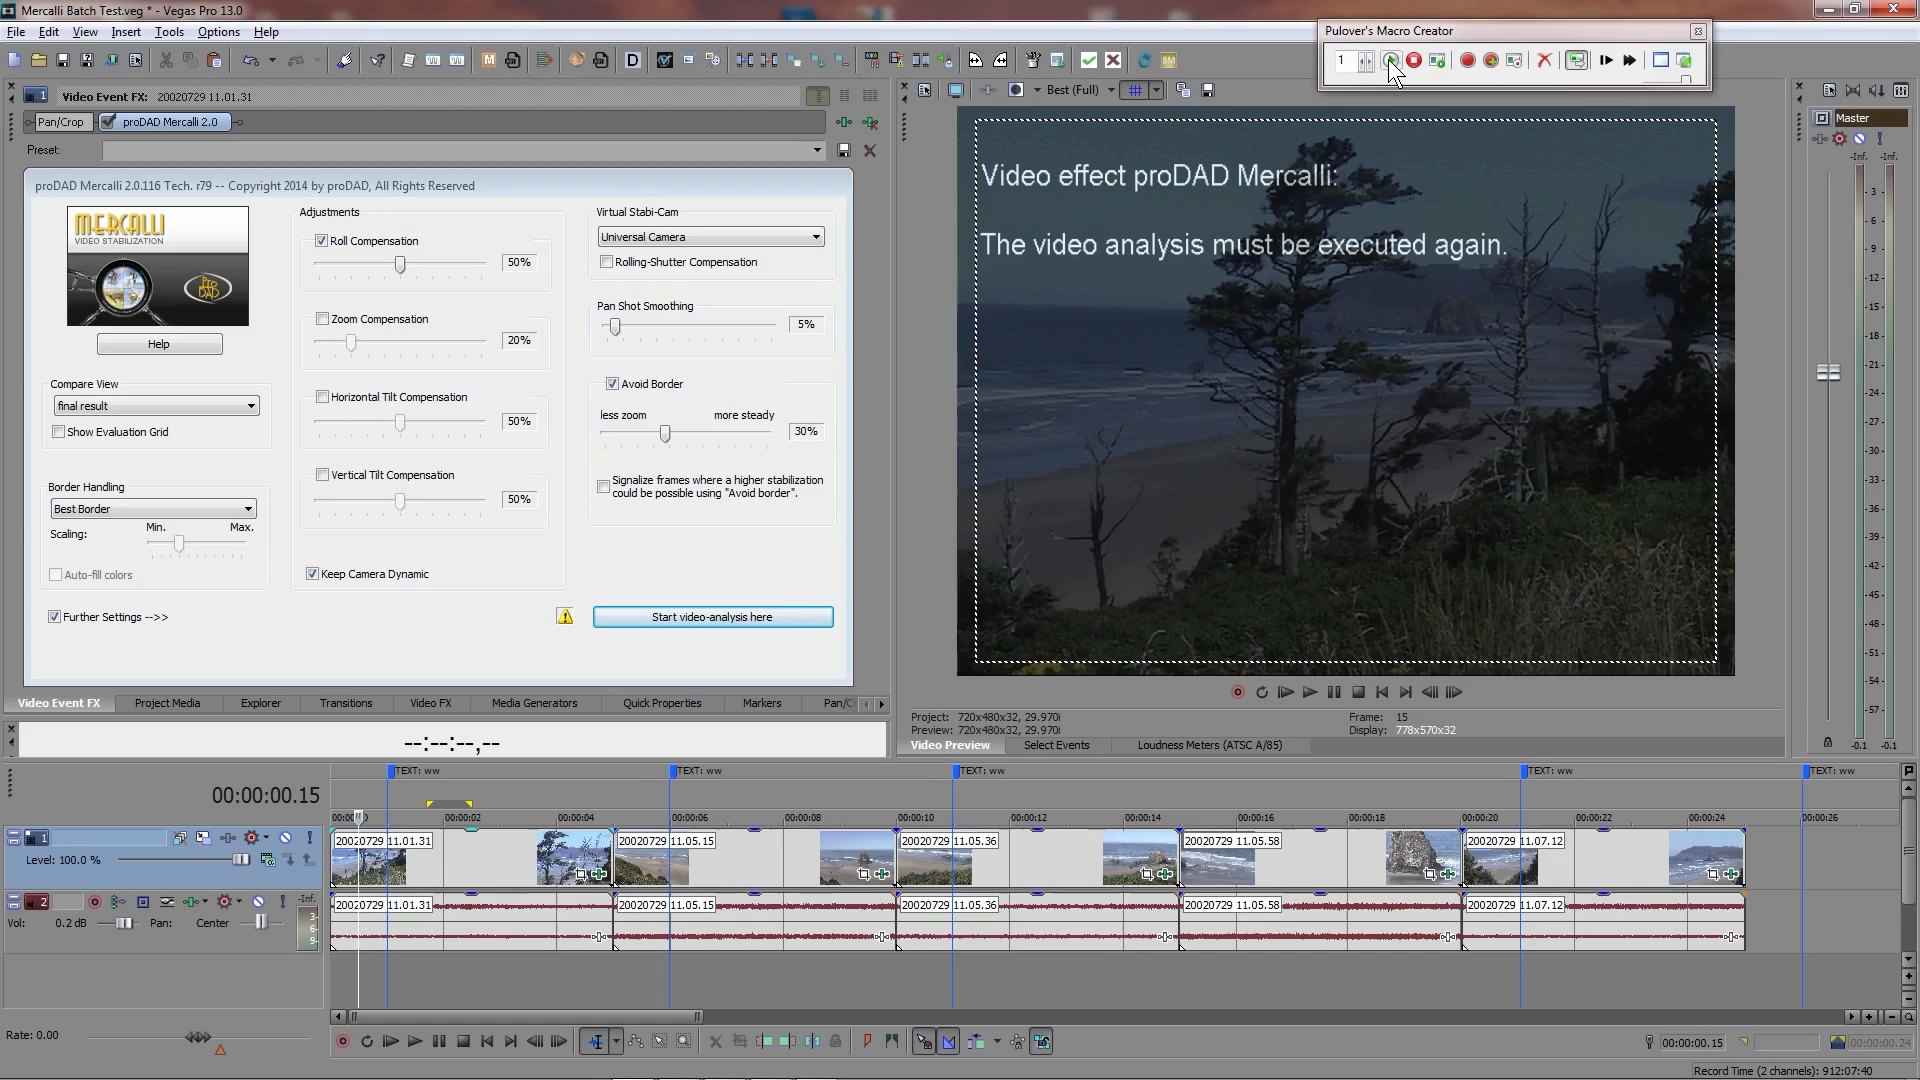 Mercalli Batch Test.veg * - Vegas Pro 13.0
File Edit View Insert Tools Options Help
Pulover's Macro Creator
1
Video Event FX: 20020729 11.01.31
Best (Full)
Pan/Crop
proDAD Mercalli 2.0
Master
Preset:
-Inf. -Inf.
proDAD Mercalli 2.0.116 Tech. r79 -- Copyright 2014 by proDAD, All Rights Reserved
MERCALLI
VIDEO STABILIZATION
Help
Compare View
final result
Show Evaluation Grid
Border Handling
Best Border
Scaling:
Min. Max.
Auto-fill colors
Further Settings -->>
Adjustments
Roll Compensation
50%
Zoom Compensation
20%
Horizontal Tilt Compensation
50%
Vertical Tilt Compensation
50%
Keep Camera Dynamic
Virtual Stabi-Cam
Universal Camera
Rolling-Shutter Compensation
Pan Shot Smoothing
5%
Avoid Border
less zoom more steady
30%
Signalize frames where a higher stabilization
could be possible using "Avoid border".
Start video-analysis here
Video effect proDAD Mercalli:
The video analysis must be executed again.
3
6
9
12
15
18
21
24
27
30
33
36
39
42
45
48
51
54
57
-0.1 -0.1
Video Event FX Project Media Explorer Transitions Video FX Media Generators Quick Properties Markers Pan/C
Project: 720x480x32, 29.970i
Preview: 720x480x32, 29.970i
Frame: 15
Display: 778x570x32
Video Preview Select Events Loudness Meters (ATSC A/85)
--:--:--,--
TEXT: ww TEXT: ww TEXT: ww TEXT: ww TEXT: ww
00:00:00.15
00:00:02 00:00:04 00:00:06 00:00:08 00:00:10 00:00:12 00:00:14 00:00:16 00:00:18 00:00:20 00:00:22 00:00:24 00:00:26
1
Level: 100.0 %
20020729 11.01.31 20020729 11.05.15 20020729 11.05.36 20020729 11.05.58 20020729 11.07.12
2
-Inf.
3
6
9
Vol: 0.2 dB Pan: Center
20020729 11.01.31 20020729 11.05.15 20020729 11.05.36 20020729 11.05.58 20020729 11.07.12
Rate: 0.00
00:00:00.15
00:00:00.24
Record Time (2 channels): 912:07:40